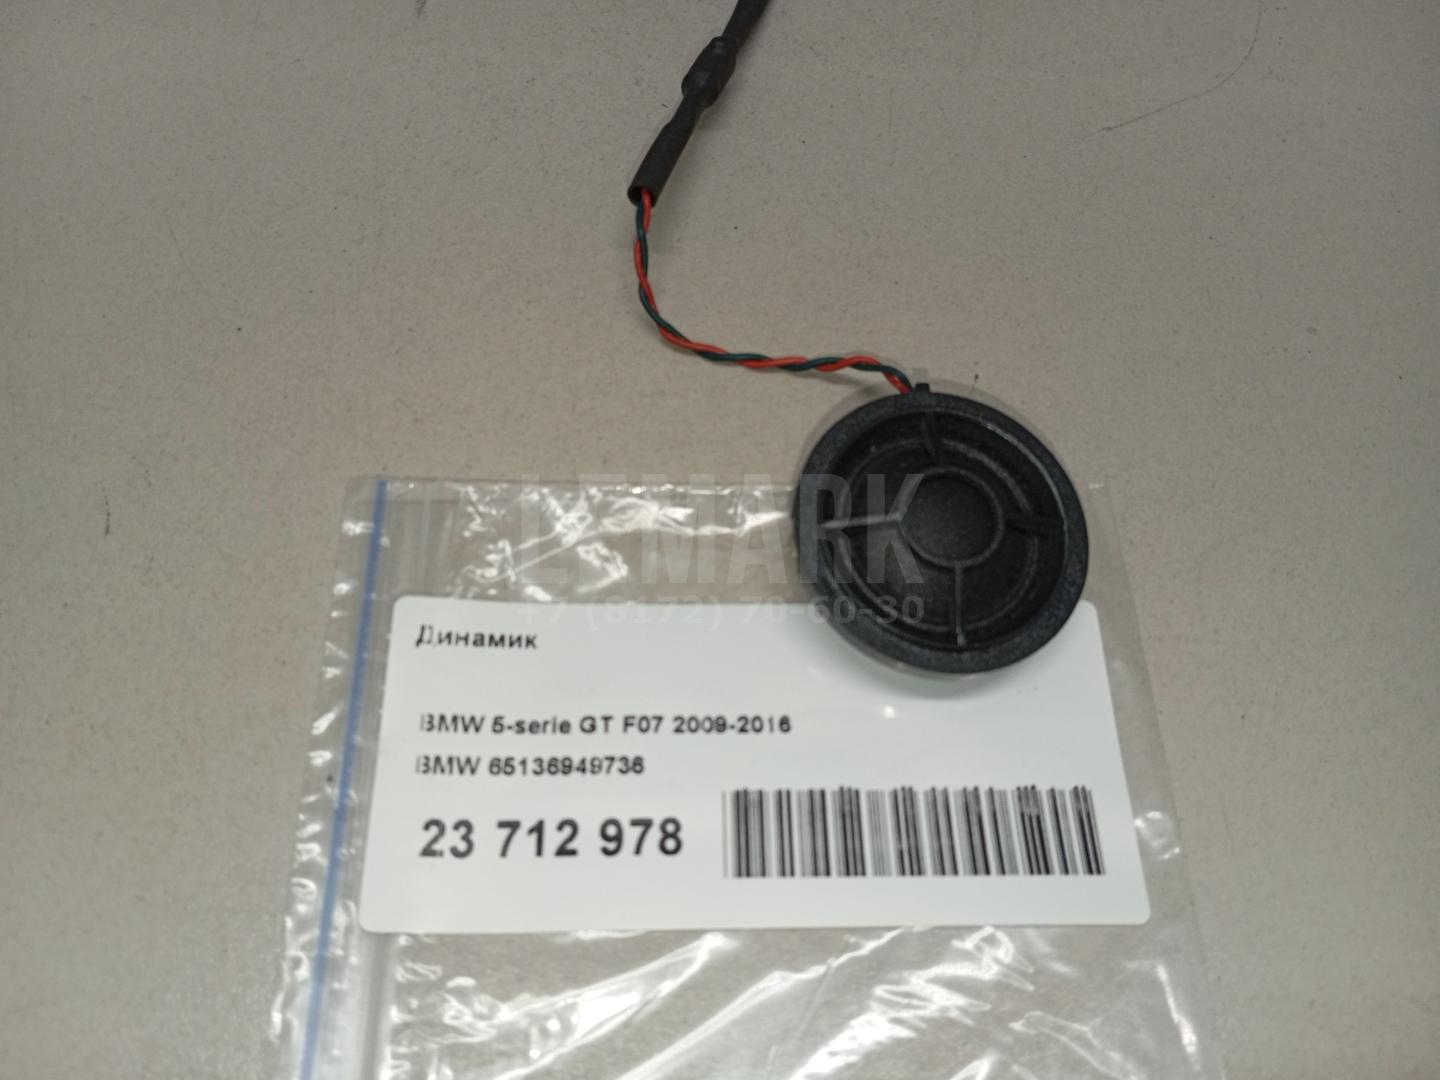 LEMARK
+7 (8172) 70-60-30
Динамик
BMW 5-serie GT F07 2009-2016
BMW 65136949736
23 712 978